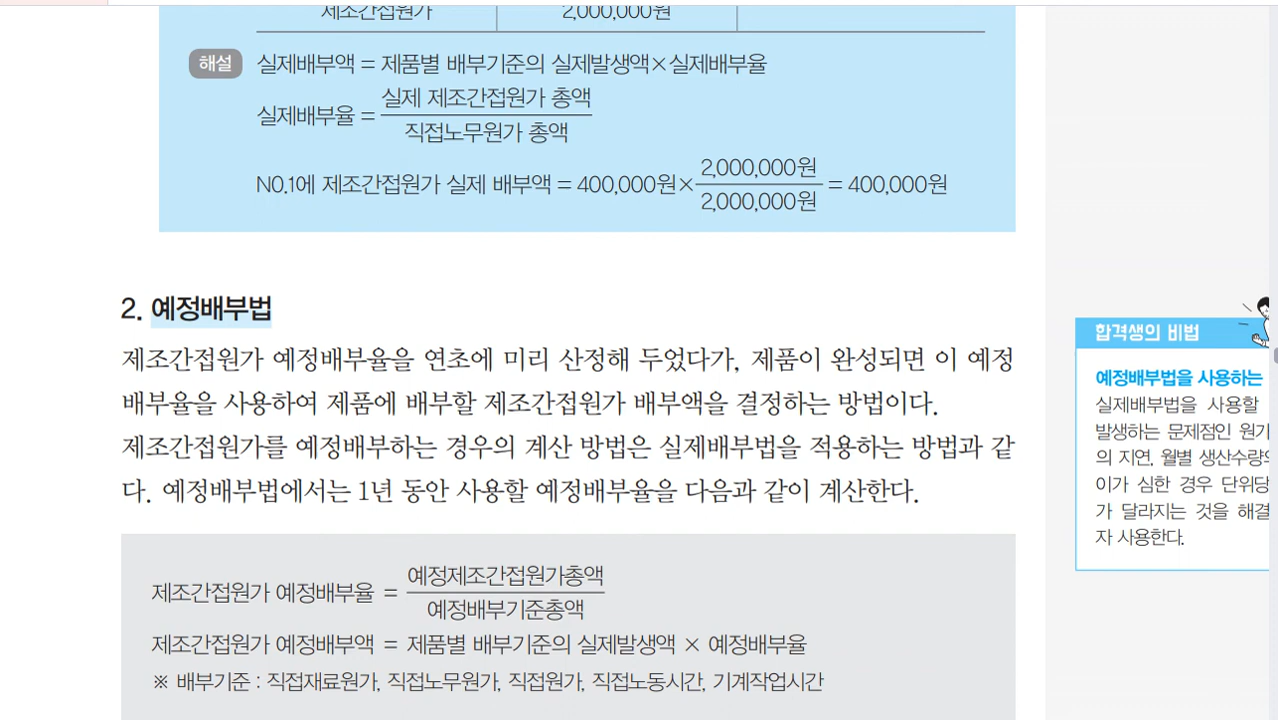 제조간접원가 2,000,000원
해설 실제배부액 = 제품별 배부기준의 실제발생액×실제배부율
실제배부율 = 실제 제조간접원가 총액
직접노무원가 총액
NO.1에 제조간접원가 실제 배부액 = 400,000원× 2,000,000원
2,000,000원
= 400,000원
2. 예정배부법
제조간접원가 예정배부율을 연초에 미리 산정해 두었다가, 제품이 완성되면 이 예정
배부율을 사용하여 제품에 배부할 제조간접원가 배부액을 결정하는 방법이다.
제조간접원가를 예정배부하는 경우의 계산 방법은 실제배부법을 적용하는 방법과 같
다. 예정배부법에서는 1년 동안 사용할 예정배부율을 다음과 같이 계산한다.
제조간접원가 예정배부율 = 예정제조간접원가총액
예정배부기준총액
제조간접원가 예정배부액 = 제품별 배부기준의 실제발생액 × 예정배부율
※ 배부기준 : 직접재료원가, 직접노무원가, 직접원가, 직접노동시간, 기계작업시간
합격생의 비법
예정배부법을 사용하는
실제배부법을 사용할
발생하는 문제점인 원가
의 지연, 월별 생산수량의
이가 심한 경우 단위당
가 달라지는 것을 해결
자 사용한다.